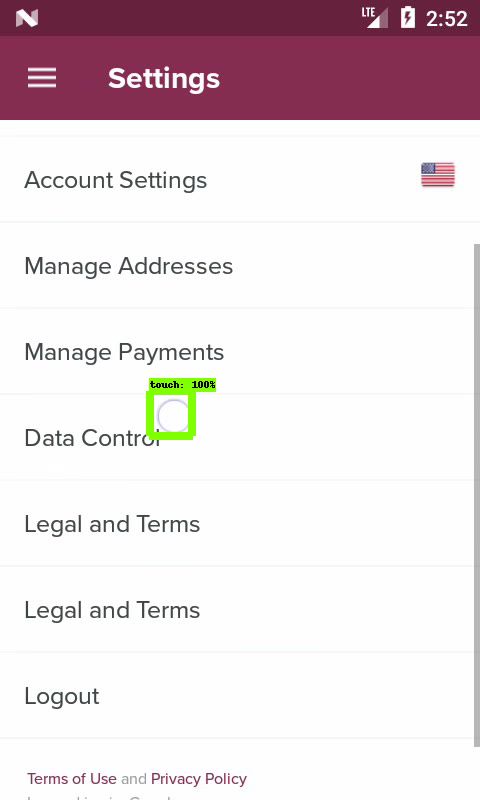 LTE 2:52
Settings
Account Settings
Manage Addresses
Manage Payments
touch: 100%
Data Control
Legal and Terms
Legal and Terms
Logout
Terms of Use and Privacy Policy